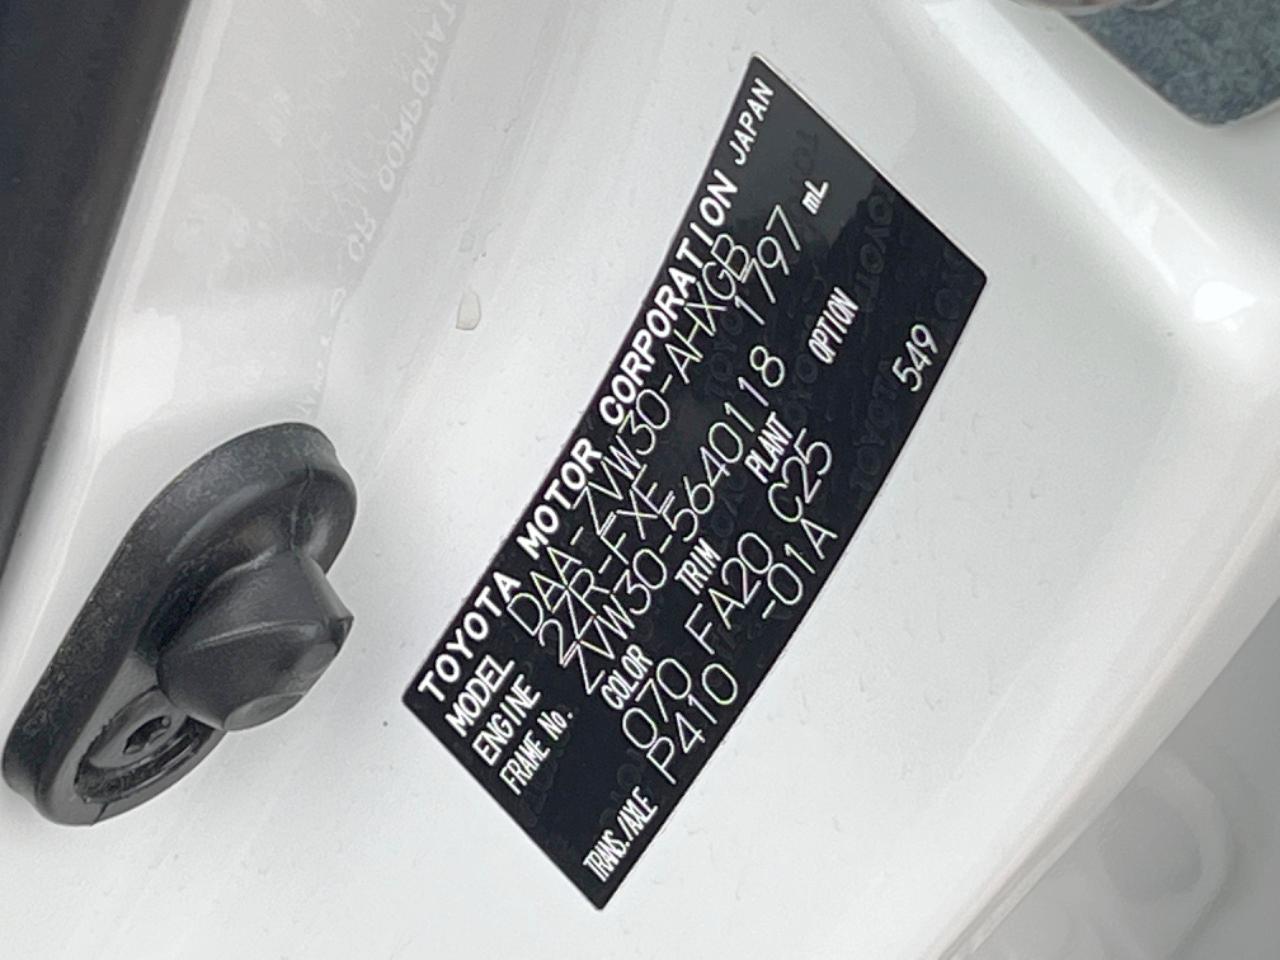 TOYOTA MOTOR CORPORATION JAPAN
MODEL DAA-ZVW30-AHXGB
ENGINE 2ZR-FXE 1797 mL
FRAME No. ZVW30-5640118
COLOR TRIM PLANT OPTION
070 FA20 C25 549
TRANS./AXLE P410 -01A